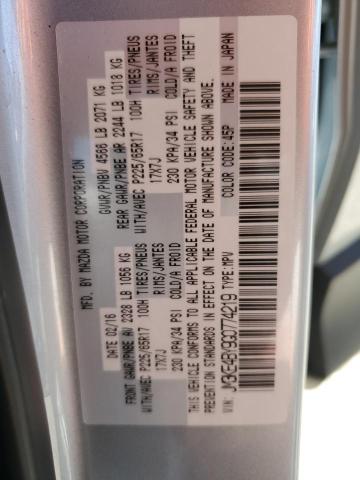 MFD. BY MAZDA MOTOR CORPORATION
DATE 02/16 GVWR/PNBV 4566 LB 2071 KG
FRONT GAWR/PNBE AV 2328 LB 1056 KG REAR GAWR/PNBE AR 2244 LB 1018 KG
WITH/AVEC P225/65R17 100H TIRES/PNEUS WITH/AVEC P225/65R17 100H TIRES/PNEUS
17X7J RIMS/JANTES 17X7J RIMS/JANTES
230 KPA/34 PSI COLD/A FROID 230 KPA/34 PSI COLD/A FROID
THIS VEHICLE CONFORMS TO ALL APPLICABLE FEDERAL MOTOR VEHICLE SAFETY AND THEFT
PREVENTION STANDARDS IN EFFECT ON THE DATE OF MANUFACTURE SHOWN ABOVE.
TYPE:MPV COLOR CODE:45P MADE IN JAPAN